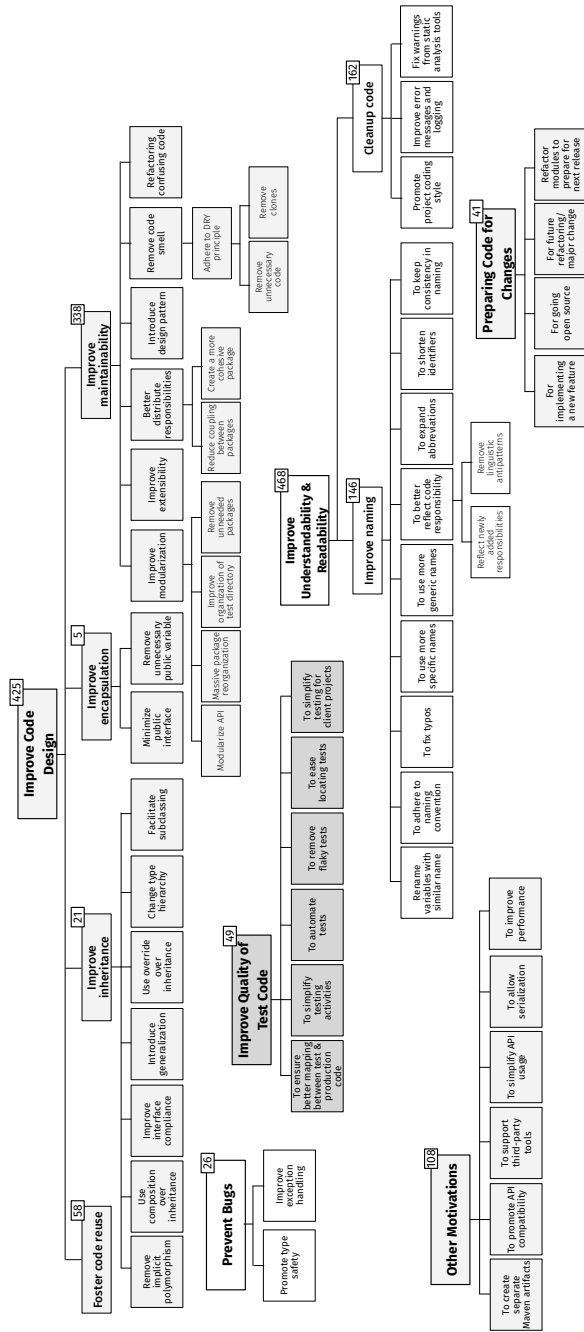 425
Improve Code
Design
58
Foster code reuse
21
Improve
inheritance
5
Improve
encapsulation
338
Improve
maintainability
Remove
implicit
polymorphism
Use
composition
over
inheritance
Improve
interface
compliance
Introduce
generalization
Use override
over
inheritance
Change type
hierarchy
Facilitate
subclassing
Minimize
public
interface
Remove
unnecessary
public variable
Improve
modularization
Improve
extensibility
Better
distribute
responsibilities
Introduce
design pattern
Remove code
smell
Refactoring
confusing code
Modularize API
Massive package
reorganization
Improve
organization of
test directory
Remove
unneeded
packages
Reduce coupling
between
packages
Create a more
cohesive
package
Adhere to DRY
principle
Remove
unnecessary
code
Remove
clones
26
Prevent Bugs
Promote type
safety
Improve
exception
handling
49
Improve Quality of
Test Code
To ensure
better mapping
between test &
production
code
To simplify
testing
activities
To automate
tests
To remove
flaky tests
To ease
locating tests
To simplify
testing for
client projects
468
Improve
Understandability &
Readability
146
Improve naming
162
Cleanup code
Rename
variables with
similar name
To adhere to
naming
convention
To fix typos
To use more
specific names
To use more
generic names
To better
reflect code
responsibility
To expand
abbreviations
To shorten
identifiers
To keep
consistency in
naming
Promote
project coding
style
Improve error
messages and
logging
Fix warnings
from static
analysis tools
Reflect newly
added
responsibilities
Remove
linguistic
antipatterns
108
Other Motivations
To create
separate
Maven artifacts
To promote API
compatibility
To support
third-party
tools
To simplify API
usage
To allow
serialization
To improve
performance
41
Preparing Code for
Changes
For
implementing
a new feature
For going
open source
For future
refactoring/
major change
Refactor
modules to
prepare for
next release